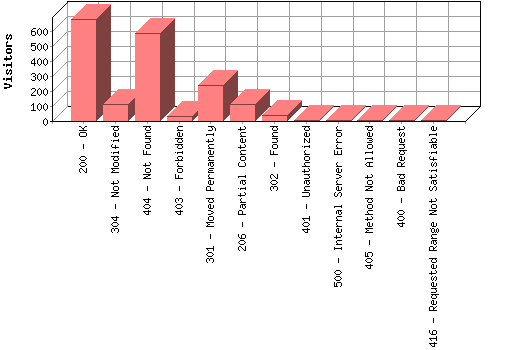 Visitors
600
500
400
300
200
100
0
200 - OK
304 - Not Modified
404 - Not Found
403 - Forbidden
301 - Moved Permanently
206 - Partial Content
302 - Found
401 - Unauthorized
500 - Internal Server Error
405 - Method Not Allowed
400 - Bad Request
416 - Requested Range Not Satisfiable